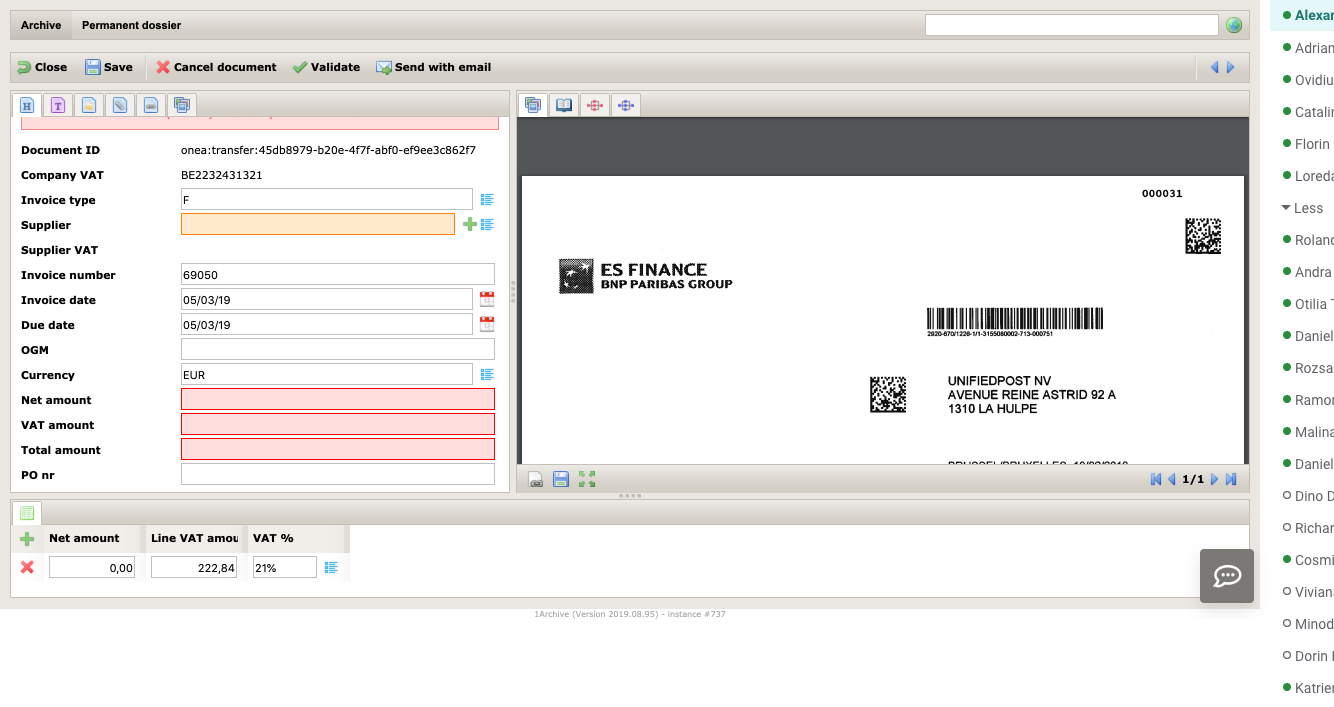 Archive Permanent dossier
Close Save Cancel document Validate Send with email
H T
Document ID onea:transfer:45db8979-b20e-4f7f-abf0-ef9ee3c862f7
Company VAT BE2232431321
Invoice type F
Supplier
Supplier VAT
Invoice number 69050
Invoice date 05/03/19
Due date 05/03/19
OGM
Currency EUR
Net amount
VAT amount
Total amount
PO nr
000031
ES FINANCE
BNP PARIBAS GROUP
2920-670/1226-1/1-3155080002-713-000751
UNIFIEDPOST NV
AVENUE REINE ASTRID 92 A
1310 LA HULPE
1/1
Net amount Line VAT amou VAT %
0,00 222,84 21%
1Archive (Version 2019.08.95) - instance #737
Alexar
Adrian
Ovidiu
Catalin
Florin
Loreda
Less
Roland
Andra
Otilia T
Daniel
Rozsa
Ramon
Malina
Daniel
Dino D
Richar
Cosmi
Viviana
Minod
Dorin
Katrien